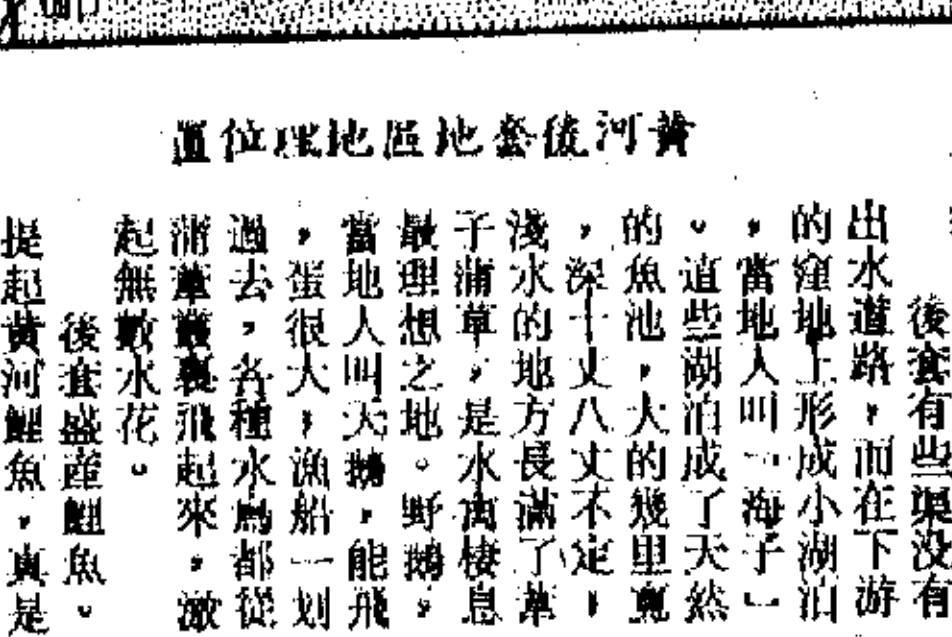 黃河後套地區地理位置
後套有些渠没有
出水道路，而在下游
的窪地上形成小湖泊
，當地人叫「海子」
。這些湖泊成了天然
的魚池，大的幾里寬
，深十丈八丈不定，
淺水的地方長滿了葦
子蒲草，是水禽棲息
最理想之地。野鵝，
當地人叫天鵝，能飛
，蛋很大，漁船一划
過去，各種水鳥都從
蒲葦叢裏飛起來，激
起無數水花。
後套盛產鯉魚。
提起黃河鯉魚，真是